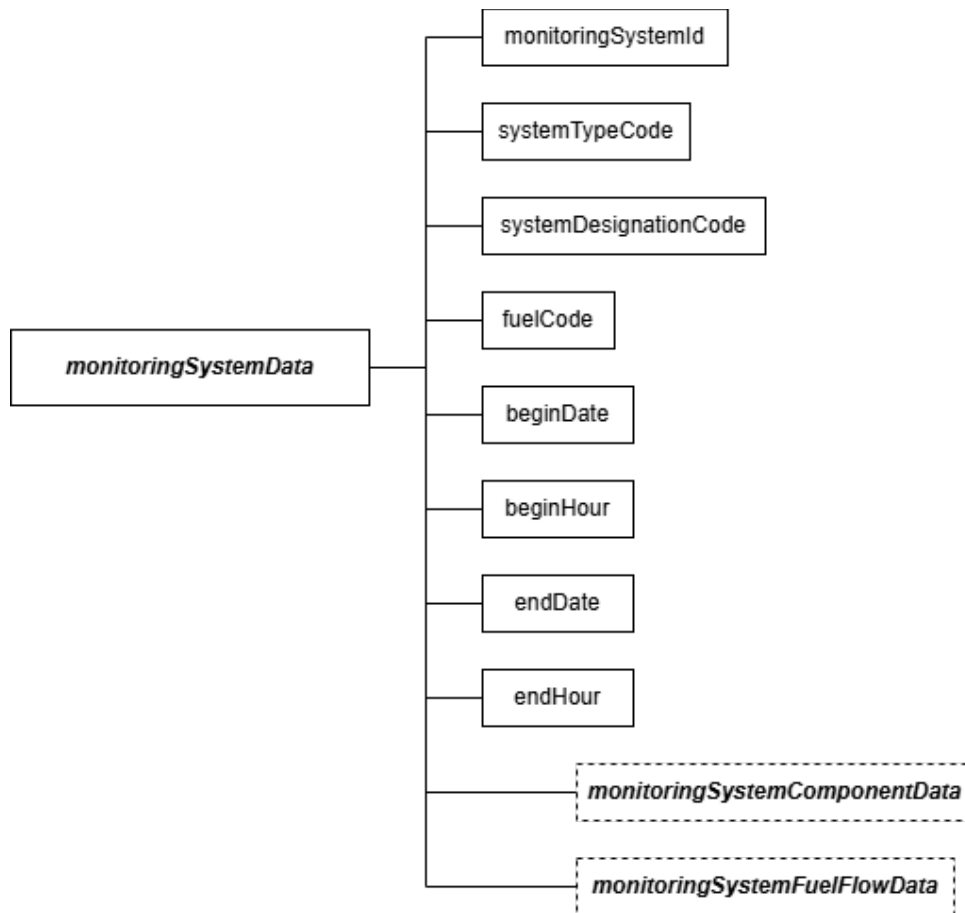 monitoringSystemId
systemTypeCode
systemDesignationCode
fuelCode
monitoringSystemData
beginDate
beginHour
endDate
endHour
monitoringSystemComponentData
monitoringSystemFuelFlowData